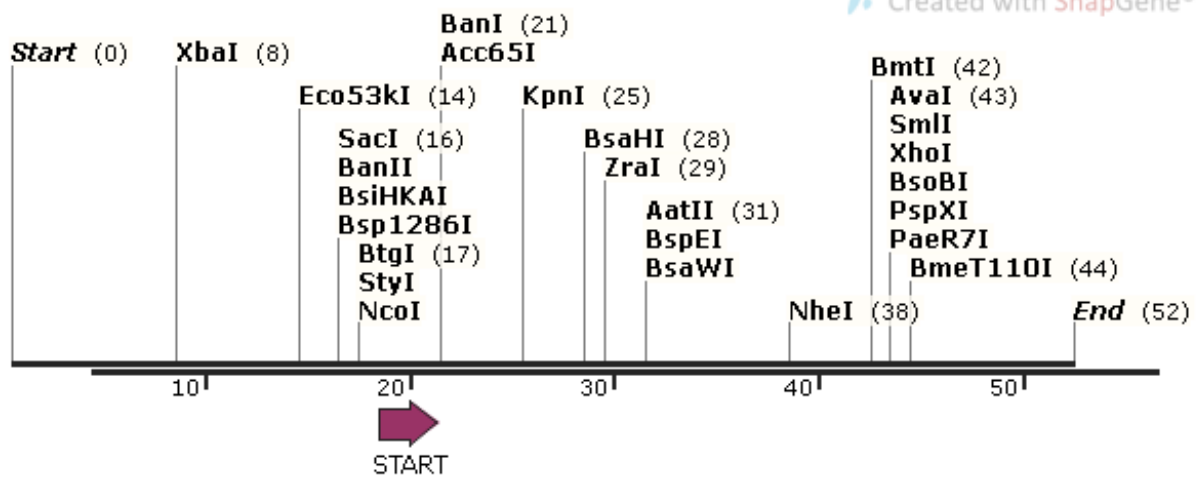 Created with SnapGene®
BanI (21)
Start (0) XbaI (8) Acc65I
BmtI (42)
Eco53kI (14) KpnI (25) AvaI (43)
SacI (16) BsaHI (28) SmlI
BanII ZraI (29) XhoI
BsiHKAI BsoBI
Bsp1286I AatII (31) PspXI
BtgI (17) BspEI PaeR7I
StyI BsaWI BmeT110I (44)
NcoI NheI (38) End (52)
10 20 30 40 50
START